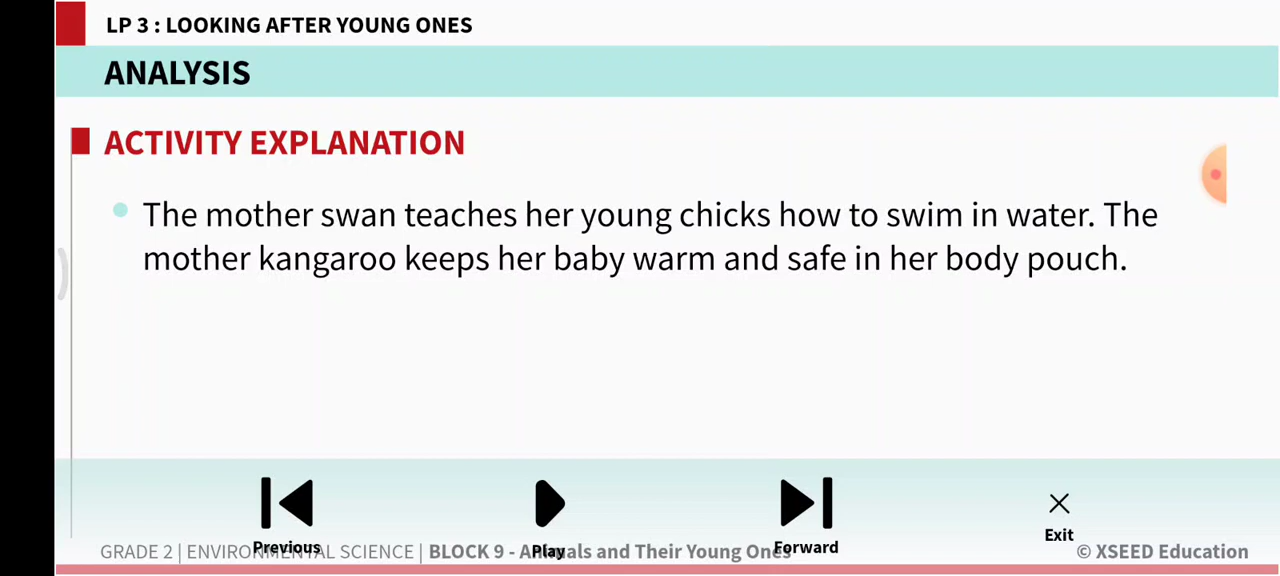 LP 3 : LOOKING AFTER YOUNG ONES
ANALYSIS
ACTIVITY EXPLANATION
The mother swan teaches her young chicks how to swim in water. The
mother kangaroo keeps her baby warm and safe in her body pouch.
Previous
Play
Forward
Exit
GRADE 2 | ENVIRONMENTAL SCIENCE | BLOCK 9 - Animals and Their Young Ones
© XSEED Education